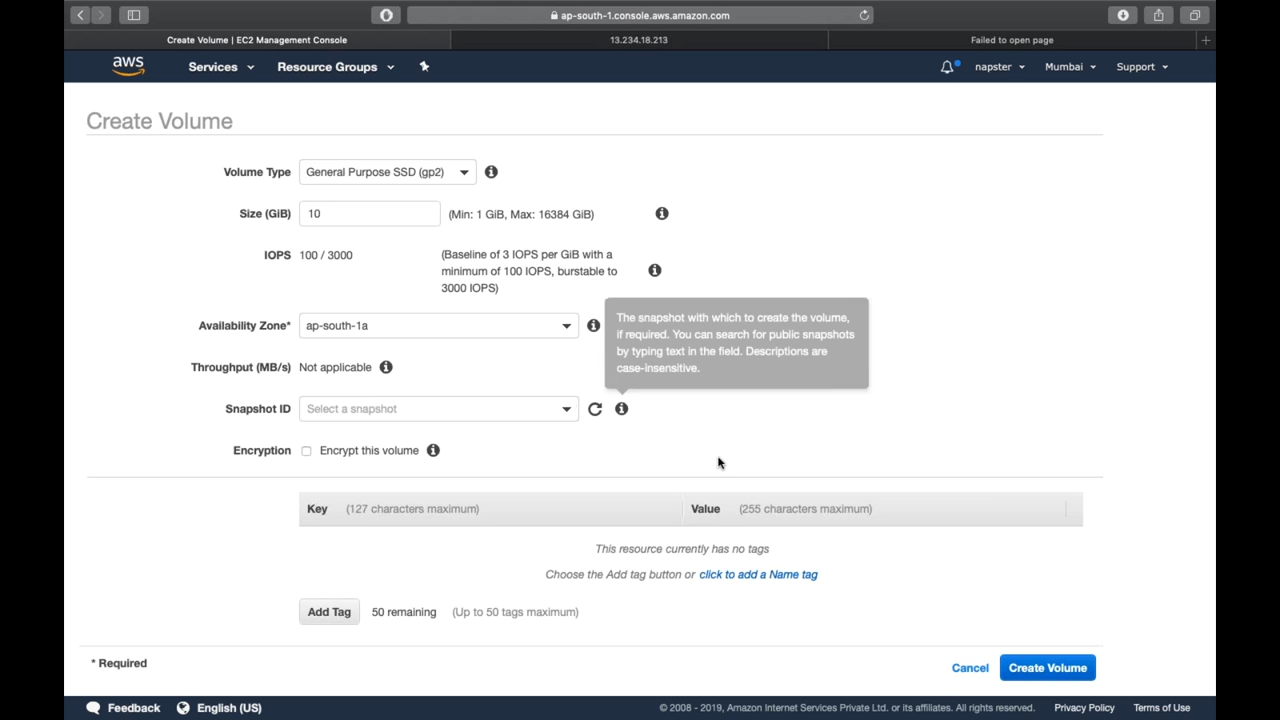 ap-south-1.console.aws.amazon.com
Create Volume | EC2 Management Console
13.234.18.213
Failed to open page
+
aws
Services
Resource Groups
napster
Mumbai
Support
Create Volume
Volume Type
General Purpose SSD (gp2)
Size (GiB)
10
(Min: 1 GiB, Max: 16384 GiB)
IOPS
100 / 3000
(Baseline of 3 IOPS per GiB with a
minimum of 100 IOPS, burstable to
3000 IOPS)
Availability Zone*
ap-south-1a
The snapshot with which to create the volume,
if required. You can search for public snapshots
by typing text in the field. Descriptions are
case-insensitive.
Throughput (MB/s)
Not applicable
Snapshot ID
Select a snapshot
Encryption
Encrypt this volume
Key (127 characters maximum)
Value (255 characters maximum)
This resource currently has no tags
Choose the Add tag button or click to add a Name tag
Add Tag
50 remaining
(Up to 50 tags maximum)
* Required
Cancel
Create Volume
Feedback
English (US)
© 2008 - 2019, Amazon Internet Services Private Ltd. or its affiliates. All rights reserved.
Privacy Policy
Terms of Use